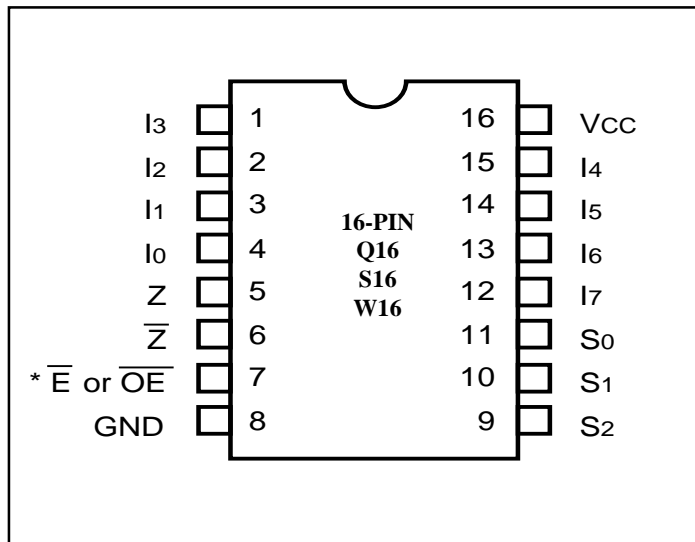 I3 1 16 VCC
I2 2 15 I4
I1 3 14 I5
I0 4 13 I6
Z 5 12 I7
Z̅ 6 11 S0
* E̅ or O̅E̅ 7 10 S1
GND 8 9 S2
16-PIN
Q16
S16
W16